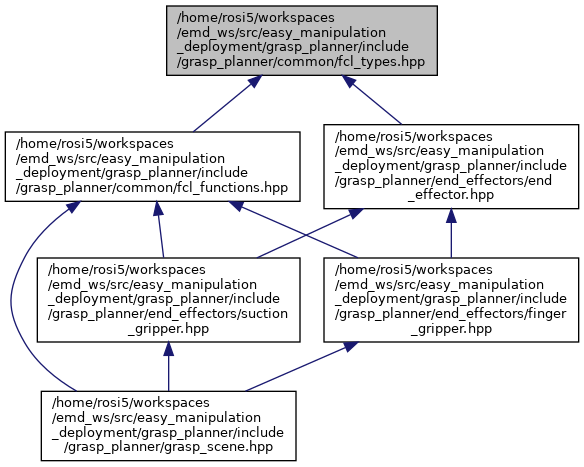 /home/rosi5/workspaces
/emd_ws/src/easy_manipulation
_deployment/grasp_planner/include
/grasp_planner/common/fcl_types.hpp
/home/rosi5/workspaces
/emd_ws/src/easy_manipulation
_deployment/grasp_planner/include
/grasp_planner/common/fcl_functions.hpp
/home/rosi5/workspaces
/emd_ws/src/easy_manipulation
_deployment/grasp_planner/include
/grasp_planner/end_effectors/end
_effector.hpp
/home/rosi5/workspaces
/emd_ws/src/easy_manipulation
_deployment/grasp_planner/include
/grasp_planner/end_effectors/suction
_gripper.hpp
/home/rosi5/workspaces
/emd_ws/src/easy_manipulation
_deployment/grasp_planner/include
/grasp_planner/end_effectors/finger
_gripper.hpp
/home/rosi5/workspaces
/emd_ws/src/easy_manipulation
_deployment/grasp_planner/include
/grasp_planner/grasp_scene.hpp